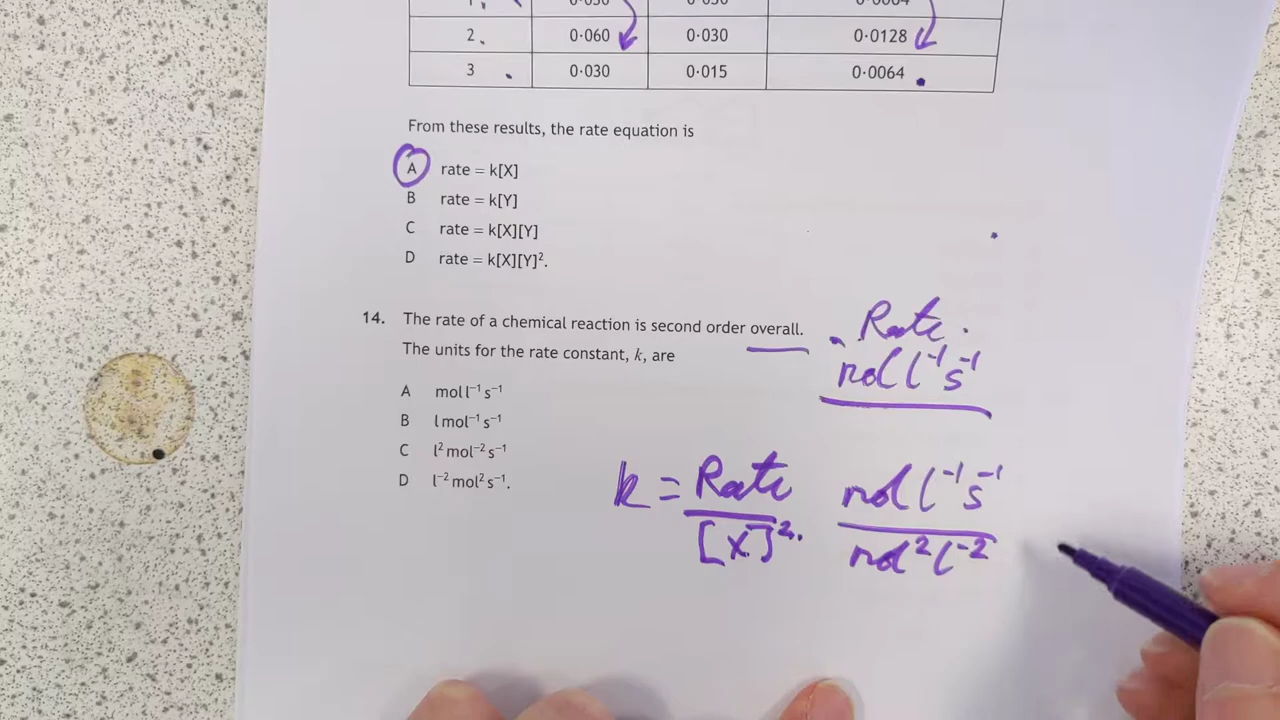 2 0·060 0·030 0·0128
3 0·030 0·015 0·0064
From these results, the rate equation is
A rate = k[X]
B rate = k[Y]
C rate = k[X][Y]
D rate = k[X][Y]².
14. The rate of a chemical reaction is second order overall.
The units for the rate constant, k, are
A mol l⁻¹ s⁻¹
B l mol⁻¹ s⁻¹
C l² mol⁻² s⁻¹
D l⁻² mol² s⁻¹.
Rate
mol l⁻¹ s⁻¹
k = Rate / [X]²
mol l⁻¹ s⁻¹
mol² l⁻²